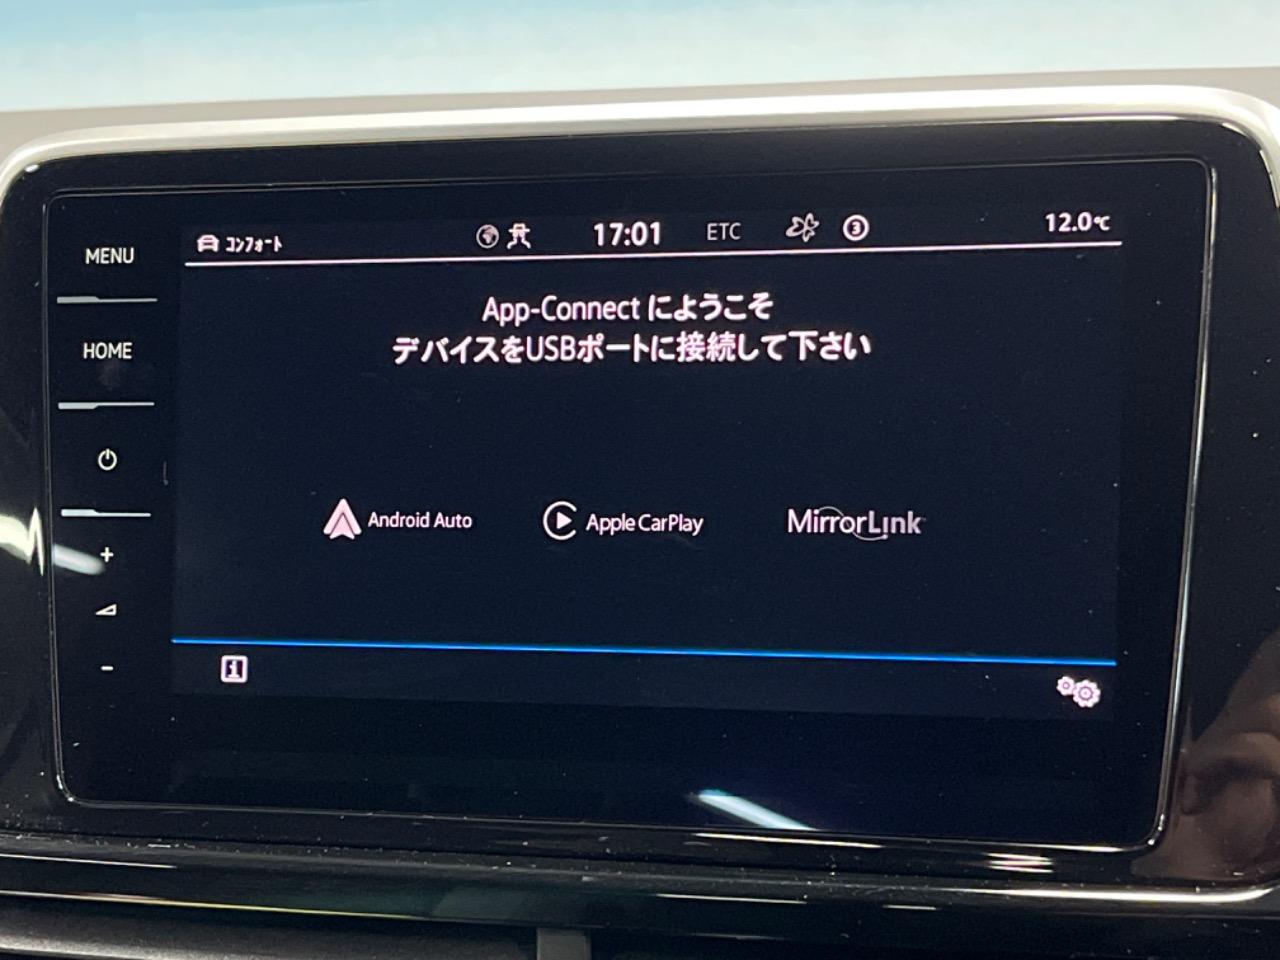 MENU
HOME
ｺﾝﾌｫｰﾄ
17:01
ETC
3
12.0℃
App-Connect にようこそ
デバイスをUSBポートに接続して下さい
Android Auto
Apple CarPlay
MirrorLink